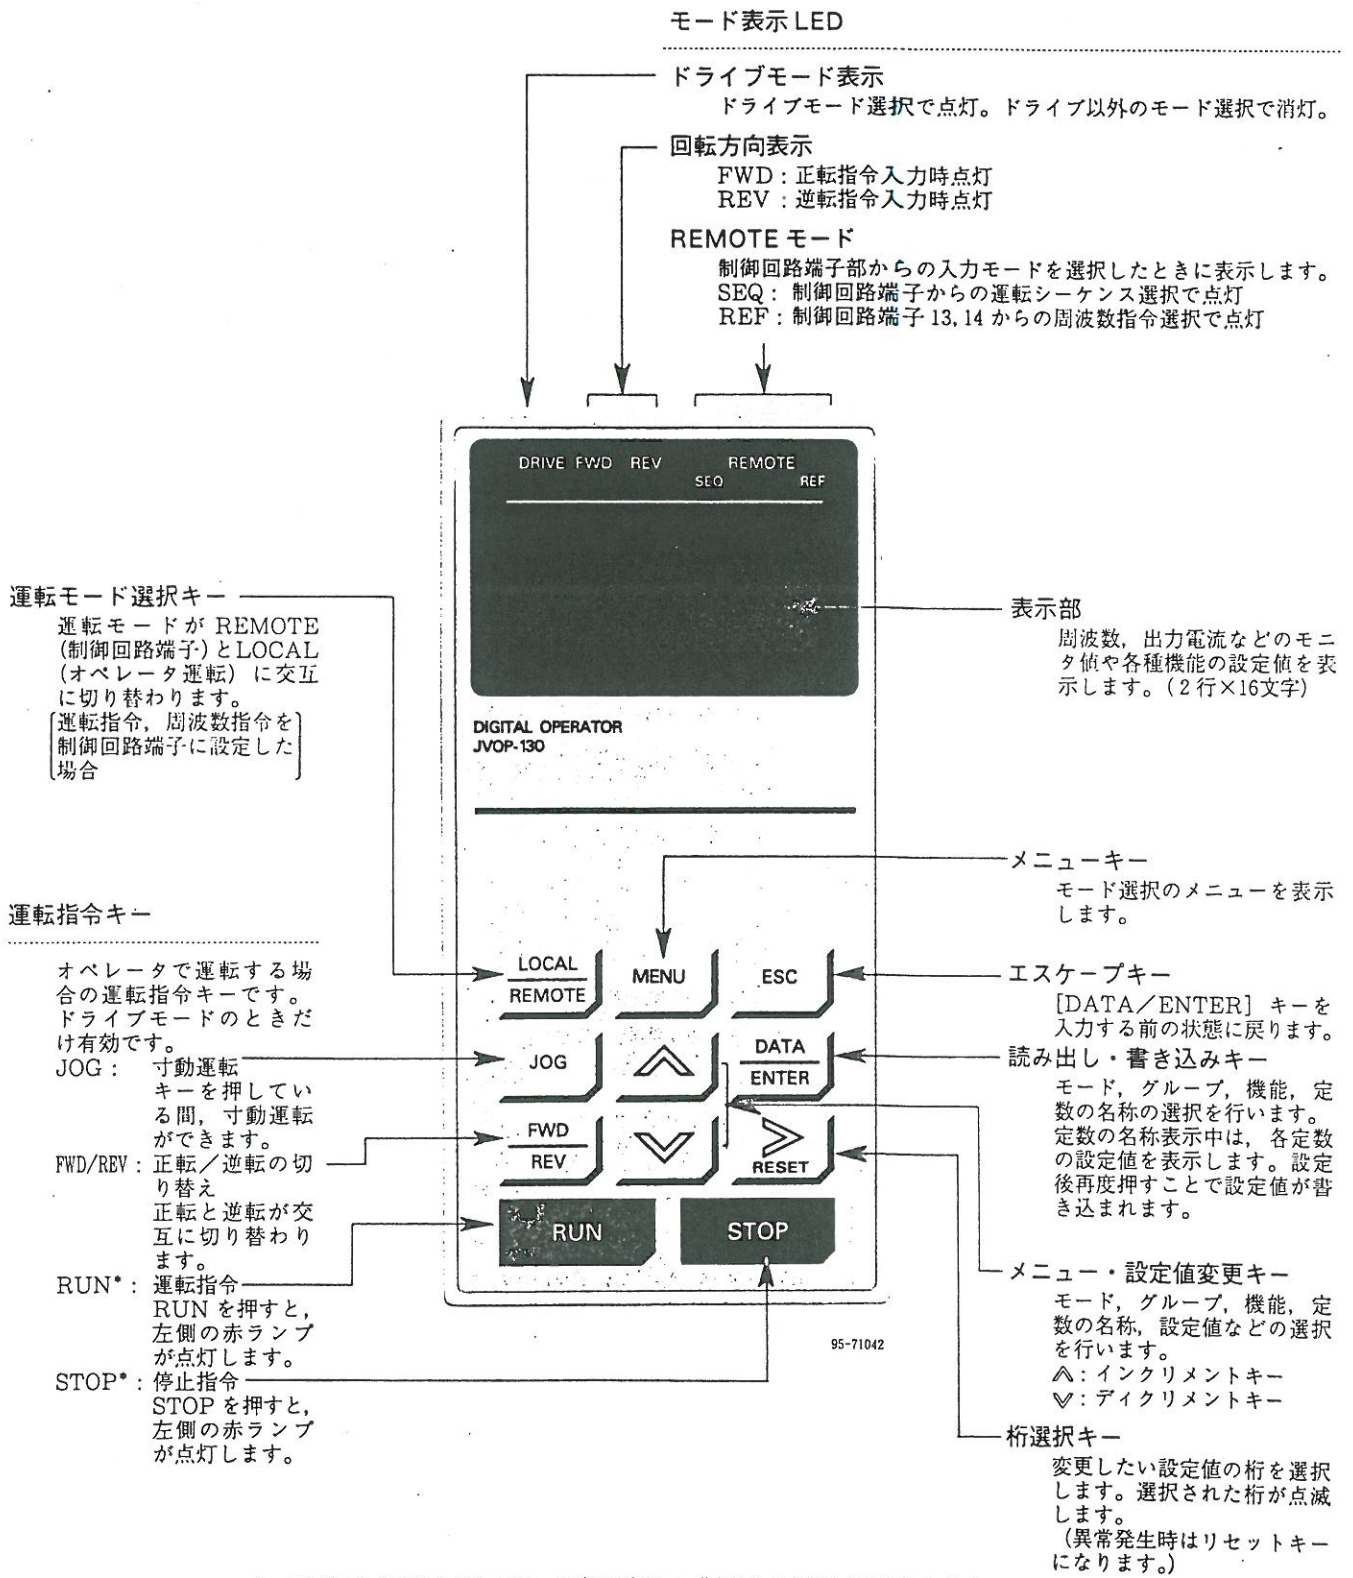 モード表示 LED
ドライブモード表示
ドライブモード選択で点灯。ドライブ以外のモード選択で消灯。
回転方向表示
FWD：正転指令入力時点灯
REV：逆転指令入力時点灯
REMOTE モード
制御回路端子部からの入力モードを選択したときに表示します。
SEQ： 制御回路端子からの運転シーケンス選択で点灯
REF：制御回路端子 13, 14 からの周波数指令選択で点灯
DRIVE FWD REV REMOTE
SEQ REF
運転モード選択キー
運転モードが REMOTE
(制御回路端子)とLOCAL
(オペレータ運転）に交互
に切り替わります。
運転指令，周波数指令を
制御回路端子に設定した
場合
表示部
周波数，出力電流などのモニ
タ値や各種機能の設定値を表
示します。(2 行×16文字)
DIGITAL OPERATOR
JVOP-130
メニューキー
モード選択のメニューを表示
します。
運転指令キー
オペレータで運転する場
合の運転指令キーです。
ドライブモードのときだ
け有効です。
JOG： 寸動運転
キーを押してい
る間，寸動運転
ができます。
FWD/REV：正転／逆転の切
り替え
正転と逆転が交
互に切り替わり
ます。
RUN*：運転指令
RUN を押すと，
左側の赤ランプ
が点灯します。
STOP*：停止指令
STOP を押すと，
左側の赤ランプ
が点灯します。
LOCAL
REMOTE
MENU
ESC
JOG
DATA
ENTER
FWD
REV
RESET
RUN
STOP
95-71042
エスケープキー
[DATA／ENTER] キーを
入力する前の状態に戻ります。
読み出し・書き込みキー
モード，グループ，機能，定
数の名称の選択を行います。
定数の名称表示中は，各定数
の設定値を表示します。設定
後再度押すことで設定値が書
き込まれます。
メニュー・設定値変更キー
モード，グループ，機能，定
数の名称，設定値などの選択
を行います。
︽：インクリメントキー
︾：ディクリメントキー
桁選択キー
変更したい設定値の桁を選択
します。選択された桁が点滅
します。
（異常発生時はリセットキー
になります。）